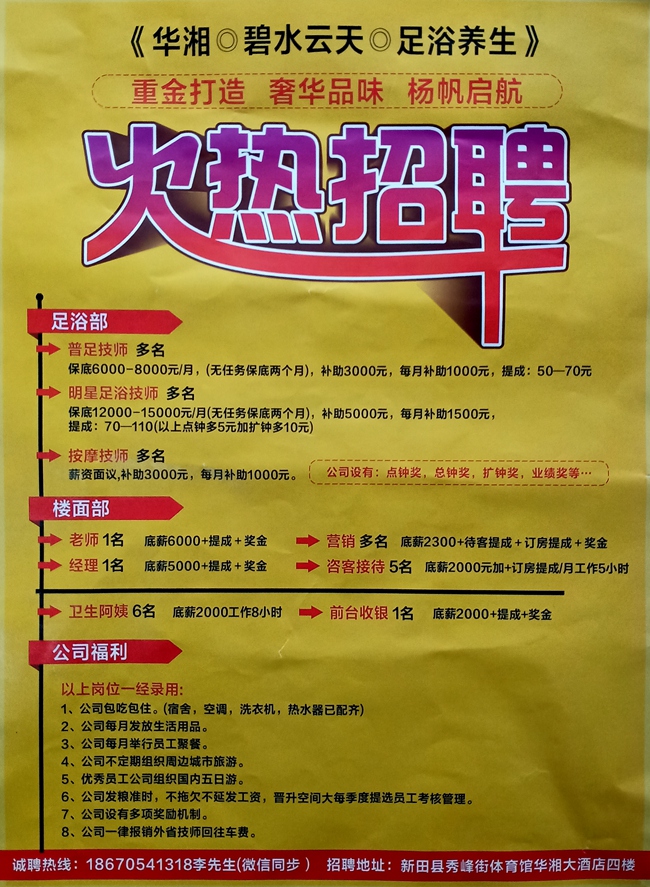 《华湘◎碧水云天◎足浴养生》
重金打造 奢华品味 杨帆启航
火热招聘
足浴部
普足技师 多名
保底6000-8000元/月，(无任务保底两个月)，补助3000元，每月补助1000元，提成：50—70元
明星足浴技师 多名
保底12000-15000元/月(无任务保底两个月)，补助5000元，每月补助1500元，
提成：70—110(以上点钟多5元加扩钟多10元)
按摩技师 多名
薪资面议,补助3000元，每月补助1000元。
公司设有：点钟奖，总钟奖，扩钟奖，业绩奖等…
楼面部
老师 1名 底薪6000+提成＋奖金
营销 多名 底薪2300+待客提成＋订房提成＋奖金
经理 1名 底薪5000+提成＋奖金
咨客接待 5名 底薪2000元加+订房提成/月工作5小时
卫生阿姨 6名 底薪2000工作8小时
前台收银 1名 底薪2000+提成+奖金
公司福利
以上岗位一经录用:
1、公司包吃包住。(宿舍，空调，洗衣机，热水器已配齐)
2、公司每月发放生活用品。
3、公司每月举行员工聚餐。
4、公司不定期组织周边城市旅游。
5、优秀员工公司组织国内五日游。
6、公司发粮准时，不拖欠不延发工资，晋升空间大每季度提选员工考核管理。
7、公司设有多项奖励机制。
8、公司一律报销外省技师回往车费。
诚聘热线：18670541318李先生(微信同步） 招聘地址：新田县秀峰街体育馆华湘大酒店四楼